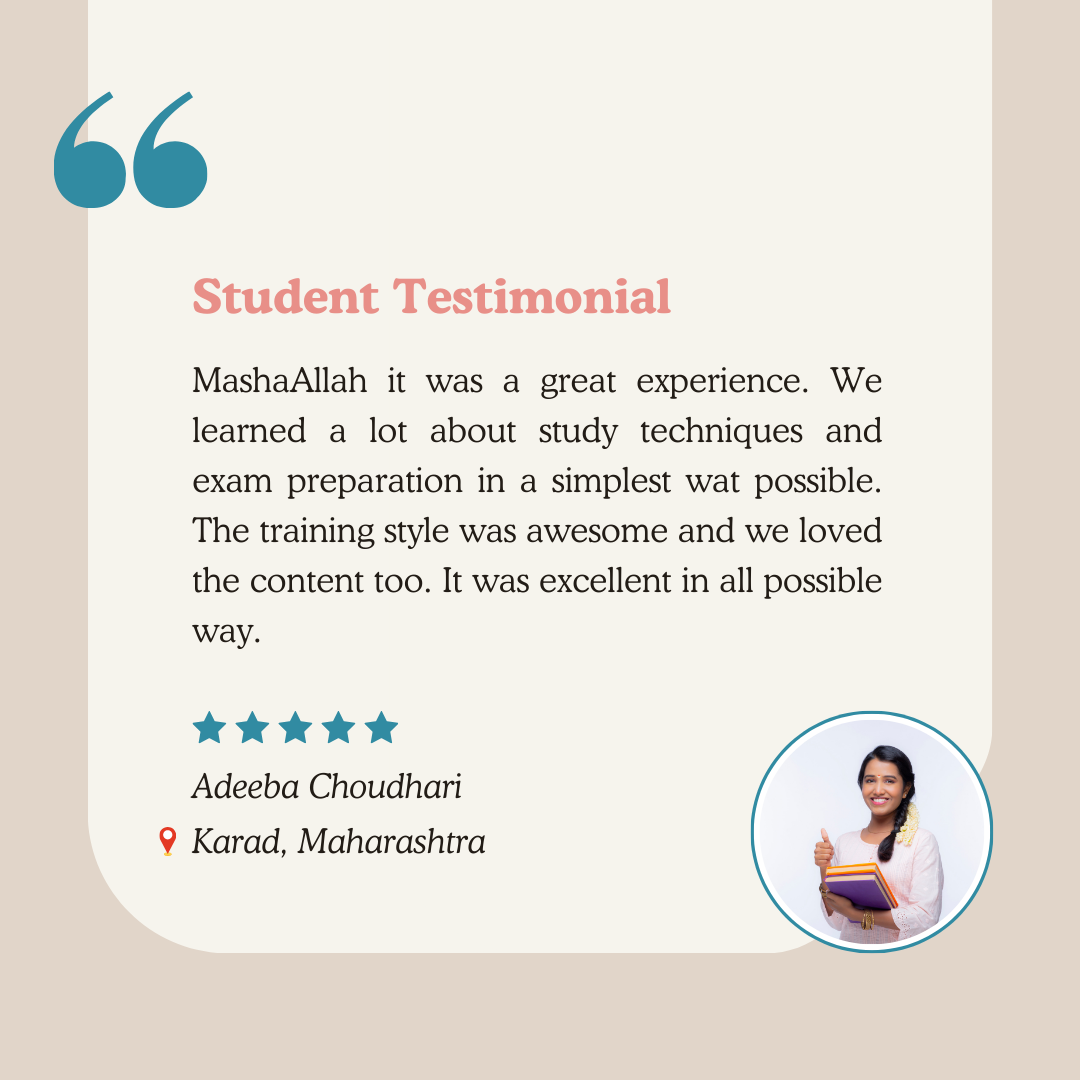 “
Student Testimonial
MashaAllah it was a great experience. We
learned a lot about study techniques and
exam preparation in a simplest wat possible.
The training style was awesome and we loved
the content too. It was excellent in all possible
way.
Adeeba Choudhari
Karad, Maharashtra